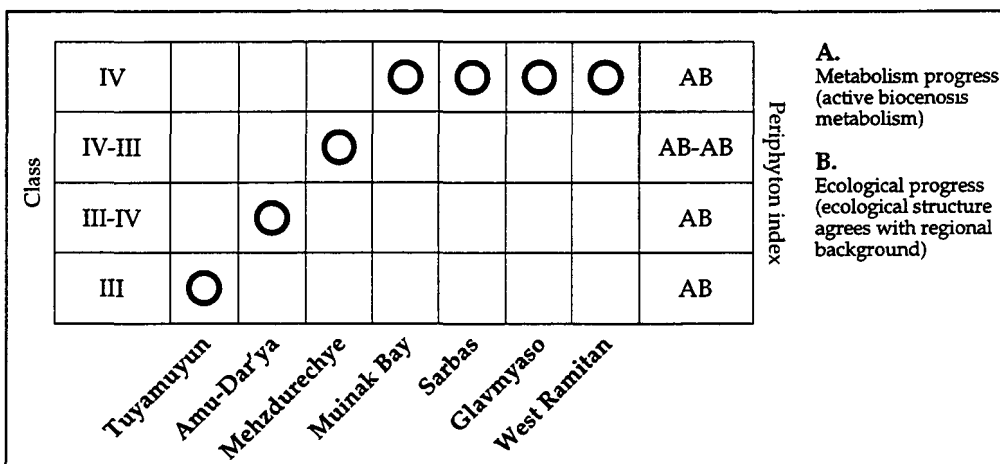 Class
IV
AB
IV-III
AB-AB
III-IV
AB
III
AB
Periphyton index
Tuyamuyun
Amu-Dar'ya
Mehzdurechye
Muinak Bay
Sarbas
Glavmyaso
West Ramitan
A.
Metabolism progress
(active biocenosis
metabolism)
B.
Ecological progress
(ecological structure
agrees with regional
background)